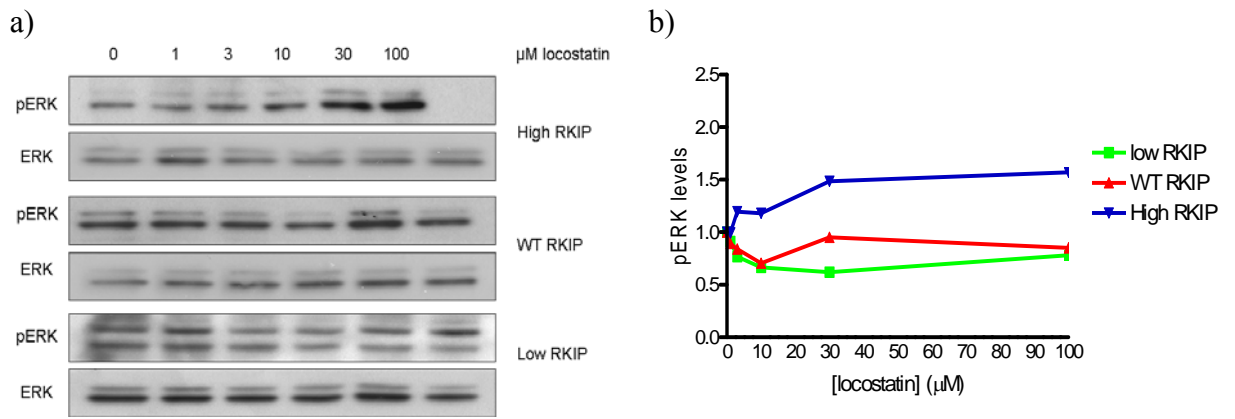 a)
0 1 3 10 30 100 µM locostatin
pERK
High RKIP
ERK
pERK
WT RKIP
ERK
pERK
Low RKIP
ERK
b)
2.5
2.0
1.5
1.0
0.5
0.0
pERK levels
0 10 20 30 40 50 60 70 80 90 100
[locostatin] (µM)
low RKIP
WT RKIP
High RKIP